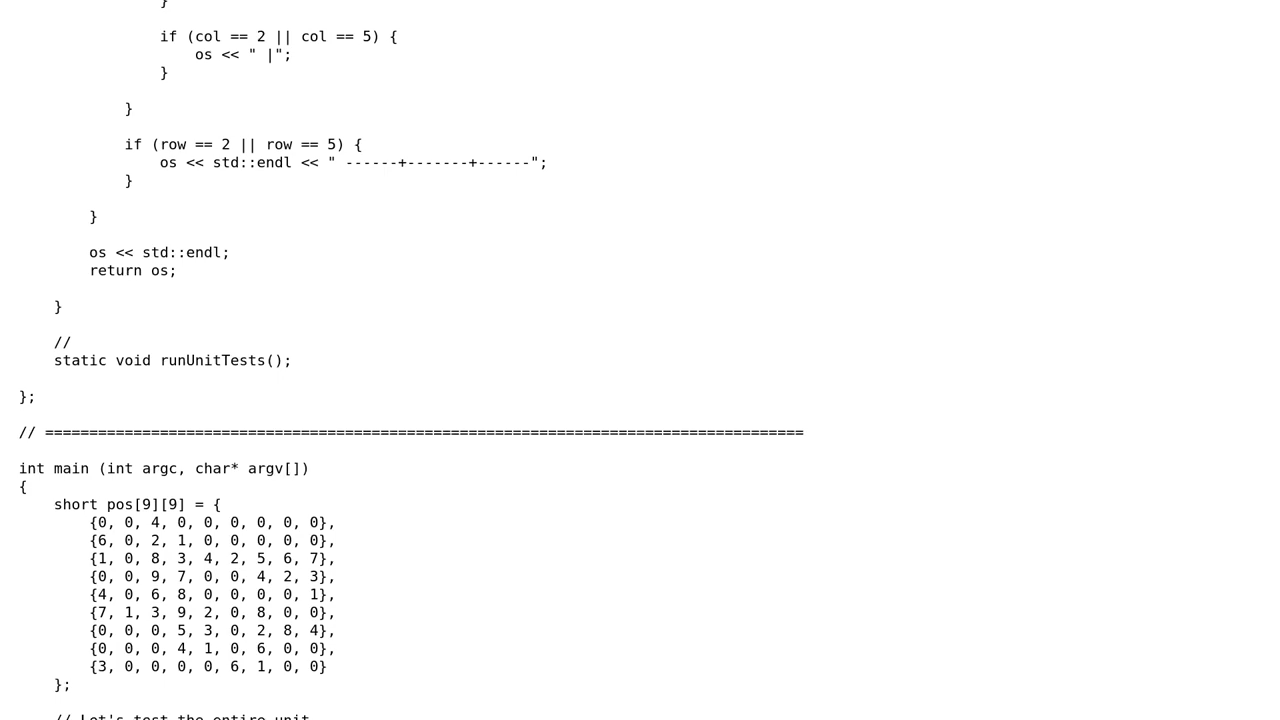 }
if (col == 2 || col == 5) {
os << " |";
}
}
if (row == 2 || row == 5) {
os << std::endl << " ------+-------+------";
}
}
os << std::endl;
return os;
}
//
static void runUnitTests();
};
// ======================================================================================
int main (int argc, char* argv[])
{
short pos[9][9] = {
{0, 0, 4, 0, 0, 0, 0, 0, 0},
{6, 0, 2, 1, 0, 0, 0, 0, 0},
{1, 0, 8, 3, 4, 2, 5, 6, 7},
{0, 0, 9, 7, 0, 0, 4, 2, 3},
{4, 0, 6, 8, 0, 0, 0, 0, 1},
{7, 1, 3, 9, 2, 0, 8, 0, 0},
{0, 0, 0, 5, 3, 0, 2, 8, 4},
{0, 0, 0, 4, 1, 0, 6, 0, 0},
{3, 0, 0, 0, 0, 6, 1, 0, 0}
};
// Let's test the entire unit